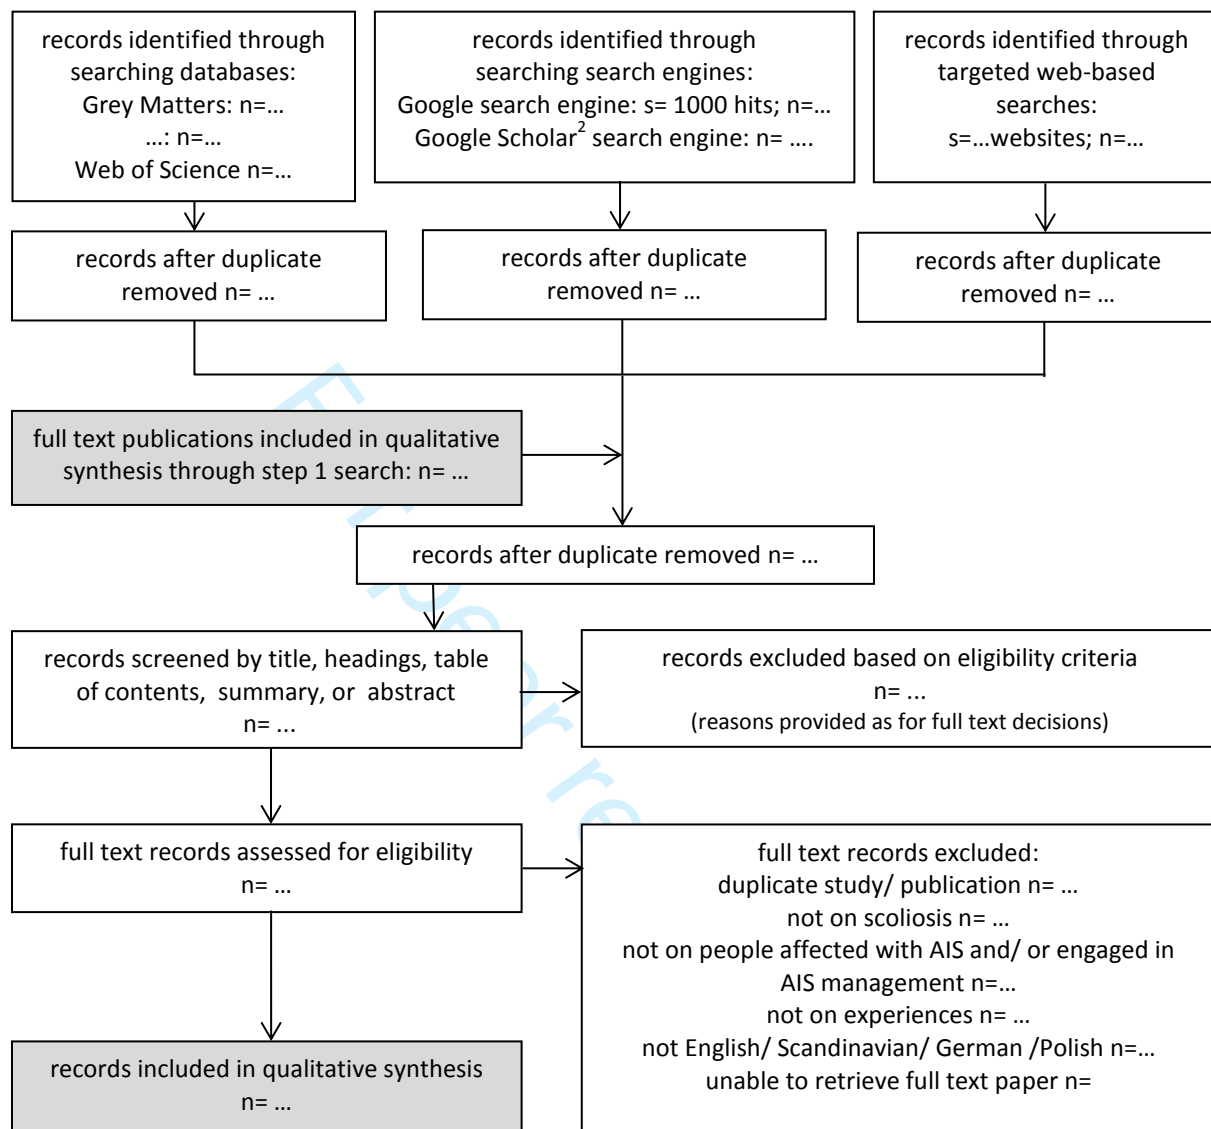 records identified through
searching databases:
Grey Matters: n=…
…: n=…
Web of Science n=…
records identified through
searching search engines:
Google search engine: s= 1000 hits; n=…
Google Scholar² search engine: n= ….
records identified through
targeted web-based
searches:
s=…websites; n=…
records after duplicate
removed n= …
records after duplicate
removed n= …
records after duplicate
removed n= …
full text publications included in qualitative
synthesis through step 1 search: n= …
records after duplicate removed n= …
records screened by title, headings, table
of contents, summary, or abstract
n= ...
records excluded based on eligibility criteria
n= ...
(reasons provided as for full text decisions)
full text records assessed for eligibility
n= …
full text records excluded:
duplicate study/ publication n= …
not on scoliosis n= …
not on people affected with AIS and/ or engaged in
AIS management n=…
not on experiences n= …
not English/ Scandinavian/ German /Polish n=…
unable to retrieve full text paper n=
records included in qualitative synthesis
n= …